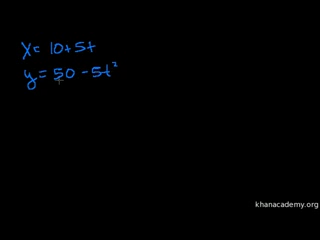 x = 10 + 5t
y = 50 - 5t²
khanacademy.org